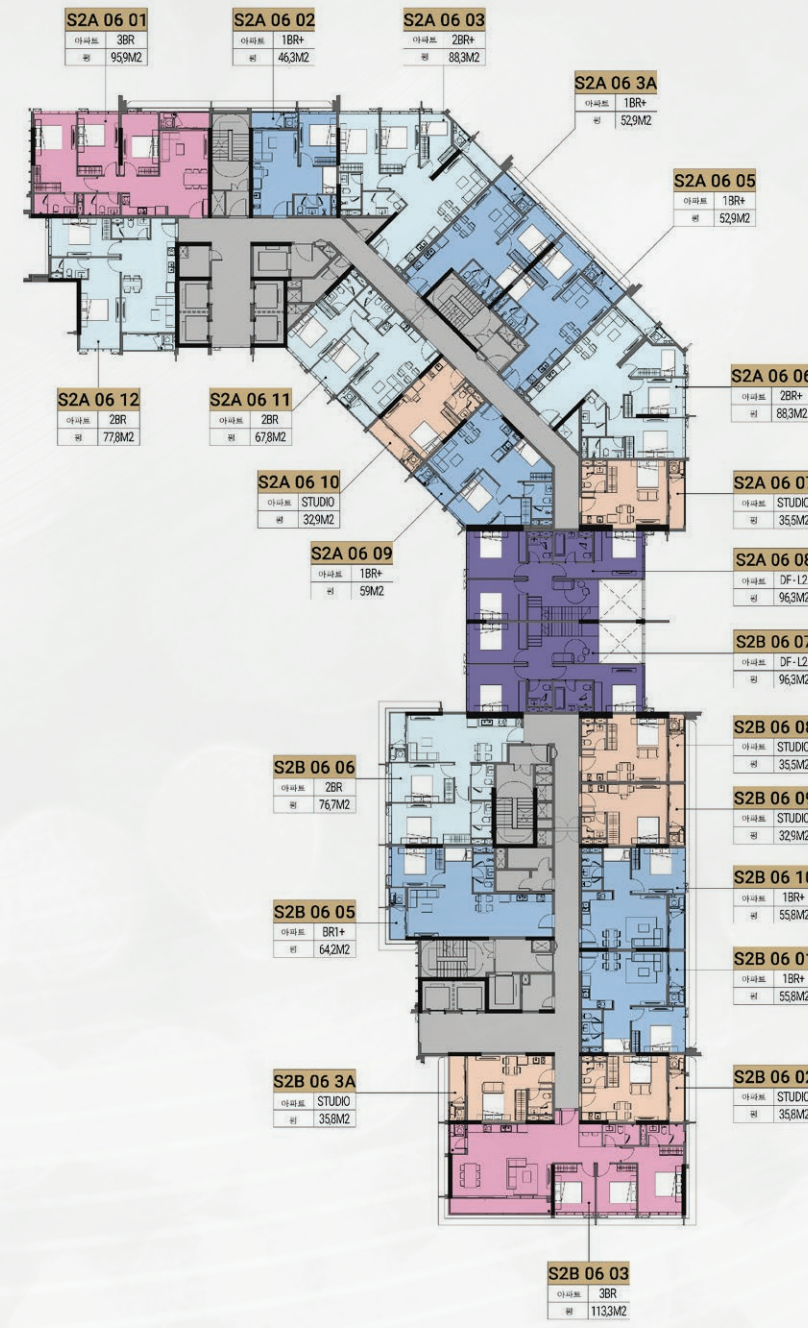 S2A 06 01
아파트 3BR
평 95,9M2
S2A 06 02
아파트 1BR+
평 46,3M2
S2A 06 03
아파트 2BR+
평 88,3M2
S2A 06 3A
아파트 1BR+
평 52,9M2
S2A 06 05
아파트 1BR+
평 52,9M2
S2A 06 12
아파트 2BR
평 77,8M2
S2A 06 11
아파트 2BR
평 67,8M2
S2A 06 06
아파트 2BR+
평 88,3M2
S2A 06 10
아파트 STUDIO
평 32,9M2
S2A 06 07
아파트 STUDIO
평 35,5M2
S2A 06 09
아파트 1BR+
평 59M2
S2A 06 08
아파트 DF-L2
평 96,3M2
S2B 06 07
아파트 DF-L2
평 96,3M2
S2B 06 08
아파트 STUDIO
평 35,5M2
S2B 06 06
아파트 2BR
평 76,7M2
S2B 06 09
아파트 STUDIO
평 32,9M2
S2B 06 10
아파트 1BR+
평 55,8M2
S2B 06 05
아파트 BR1+
평 64,2M2
S2B 06 01
아파트 1BR+
평 55,8M2
S2B 06 3A
아파트 STUDIO
평 35,8M2
S2B 06 02
아파트 STUDIO
평 35,8M2
S2B 06 03
아파트 3BR
평 113,3M2